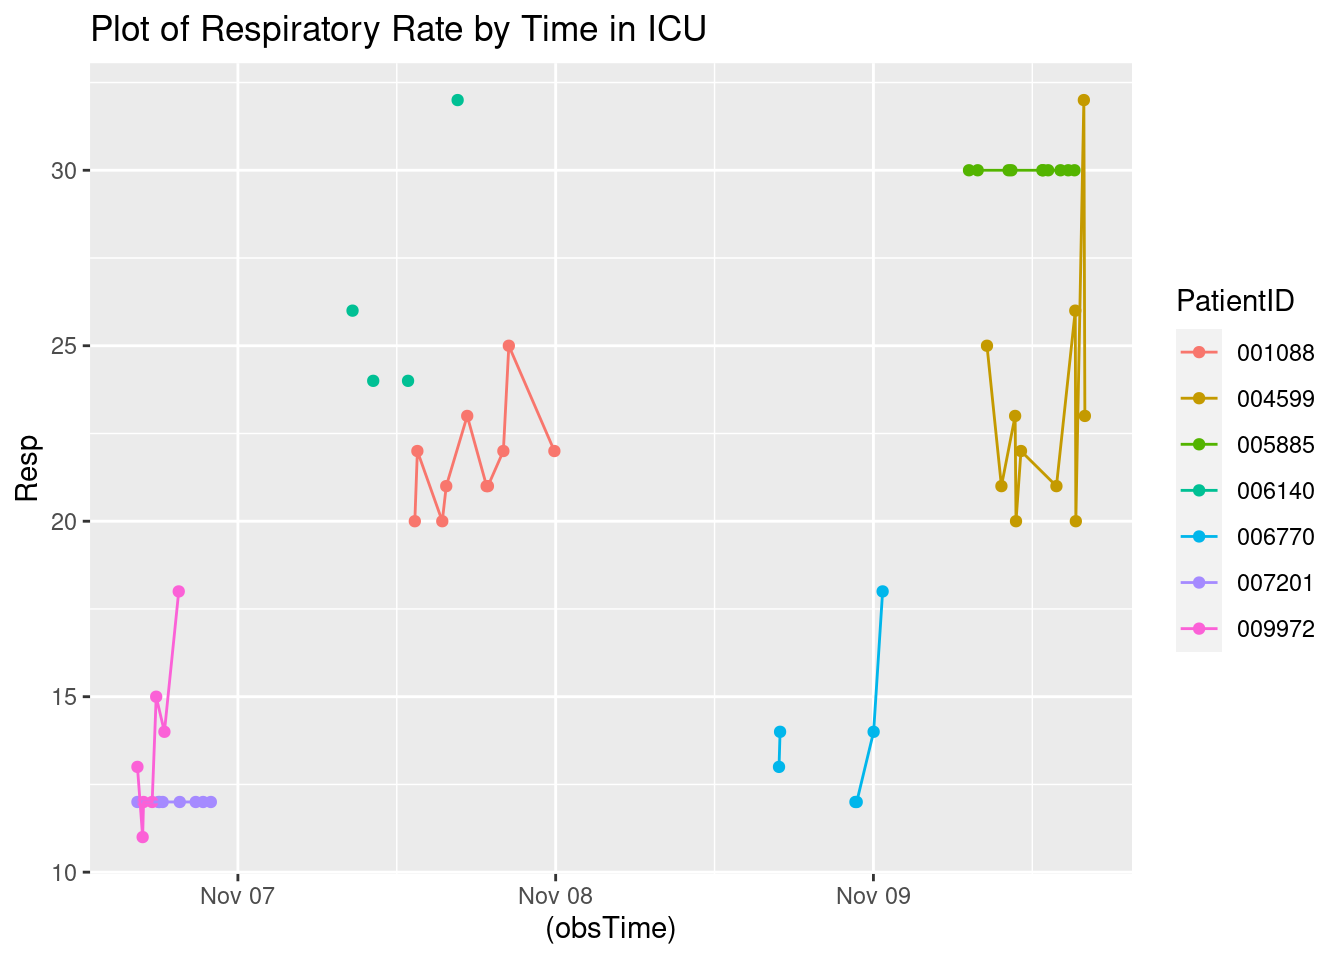 Plot of Respiratory Rate by Time in ICU
Resp
30
25
20
15
10
Nov 07
Nov 08
Nov 09
(obsTime)
PatientID
001088
004599
005885
006140
006770
007201
009972